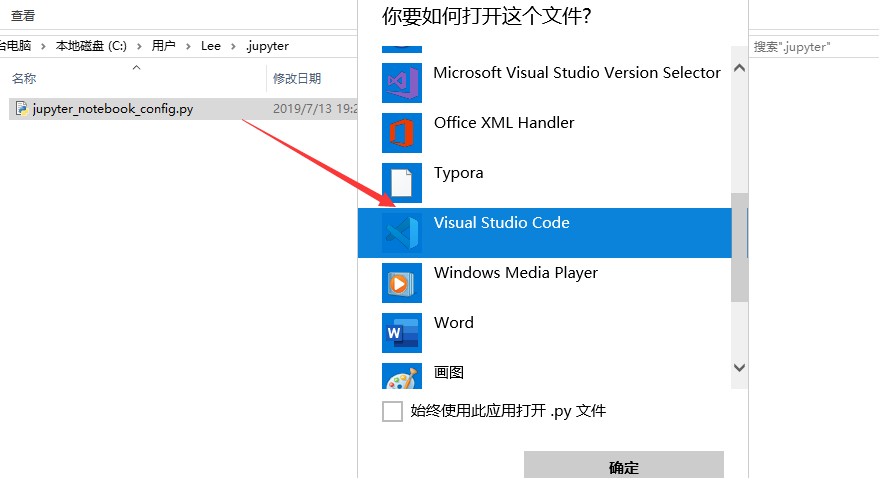 查看
你要如何打开这个文件?
台电脑 > 本地磁盘 (C:) > 用户 > Lee > .jupyter
搜索".jupyter"
名称
修改日期
jupyter_notebook_config.py
2019/7/13 19:2
Microsoft Visual Studio Version Selector
Office XML Handler
Typora
Visual Studio Code
Windows Media Player
Word
画图
始终使用此应用打开 .py 文件
确定